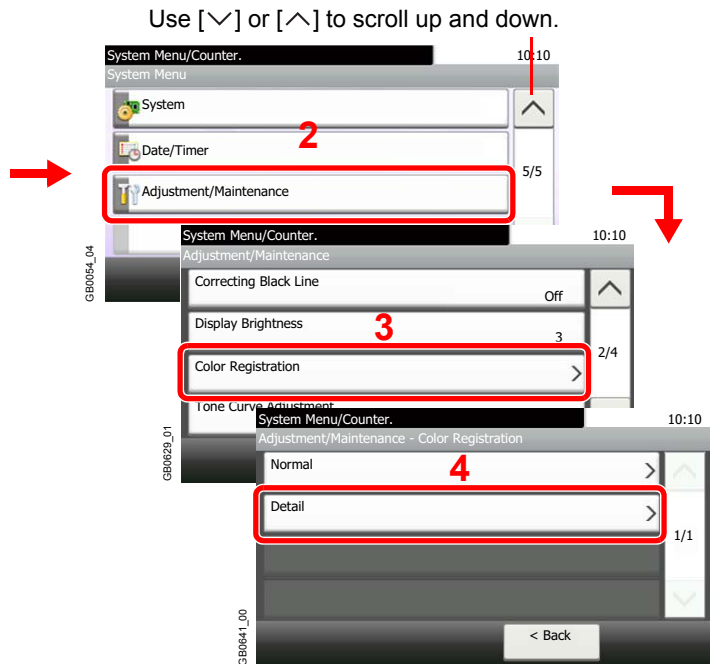 Use [∨] or [∧] to scroll up and down.
System Menu/Counter.
10:10
System Menu
System
2
Date/Timer
5/5
Adjustment/Maintenance
GB0054_04
System Menu/Counter.
10:10
Adjustment/Maintenance
Correcting Black Line
Off
Display Brightness
3
3
2/4
Color Registration
Tone Curve Adjustment
GB0629_01
System Menu/Counter.
10:10
Adjustment/Maintenance - Color Registration
Normal
4
Detail
1/1
GB0641_00
< Back